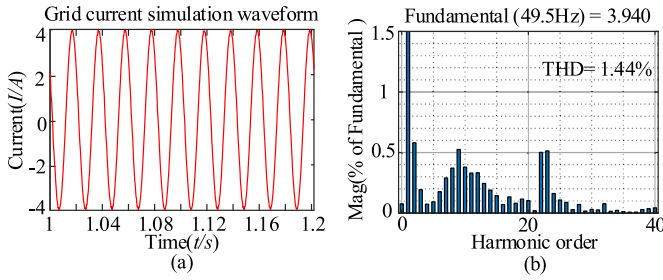 Grid current simulation waveform
Current(I/A)
4
2
0
-2
-4
1
1.04
1.08
1.12
1.16
1.2
Time(t/s)
(a)
Fundamental (49.5Hz) = 3.940
THD= 1.44%
Mag(% of Fundamental )
1.5
1
0.5
0
0
20
40
Harmonic order
(b)